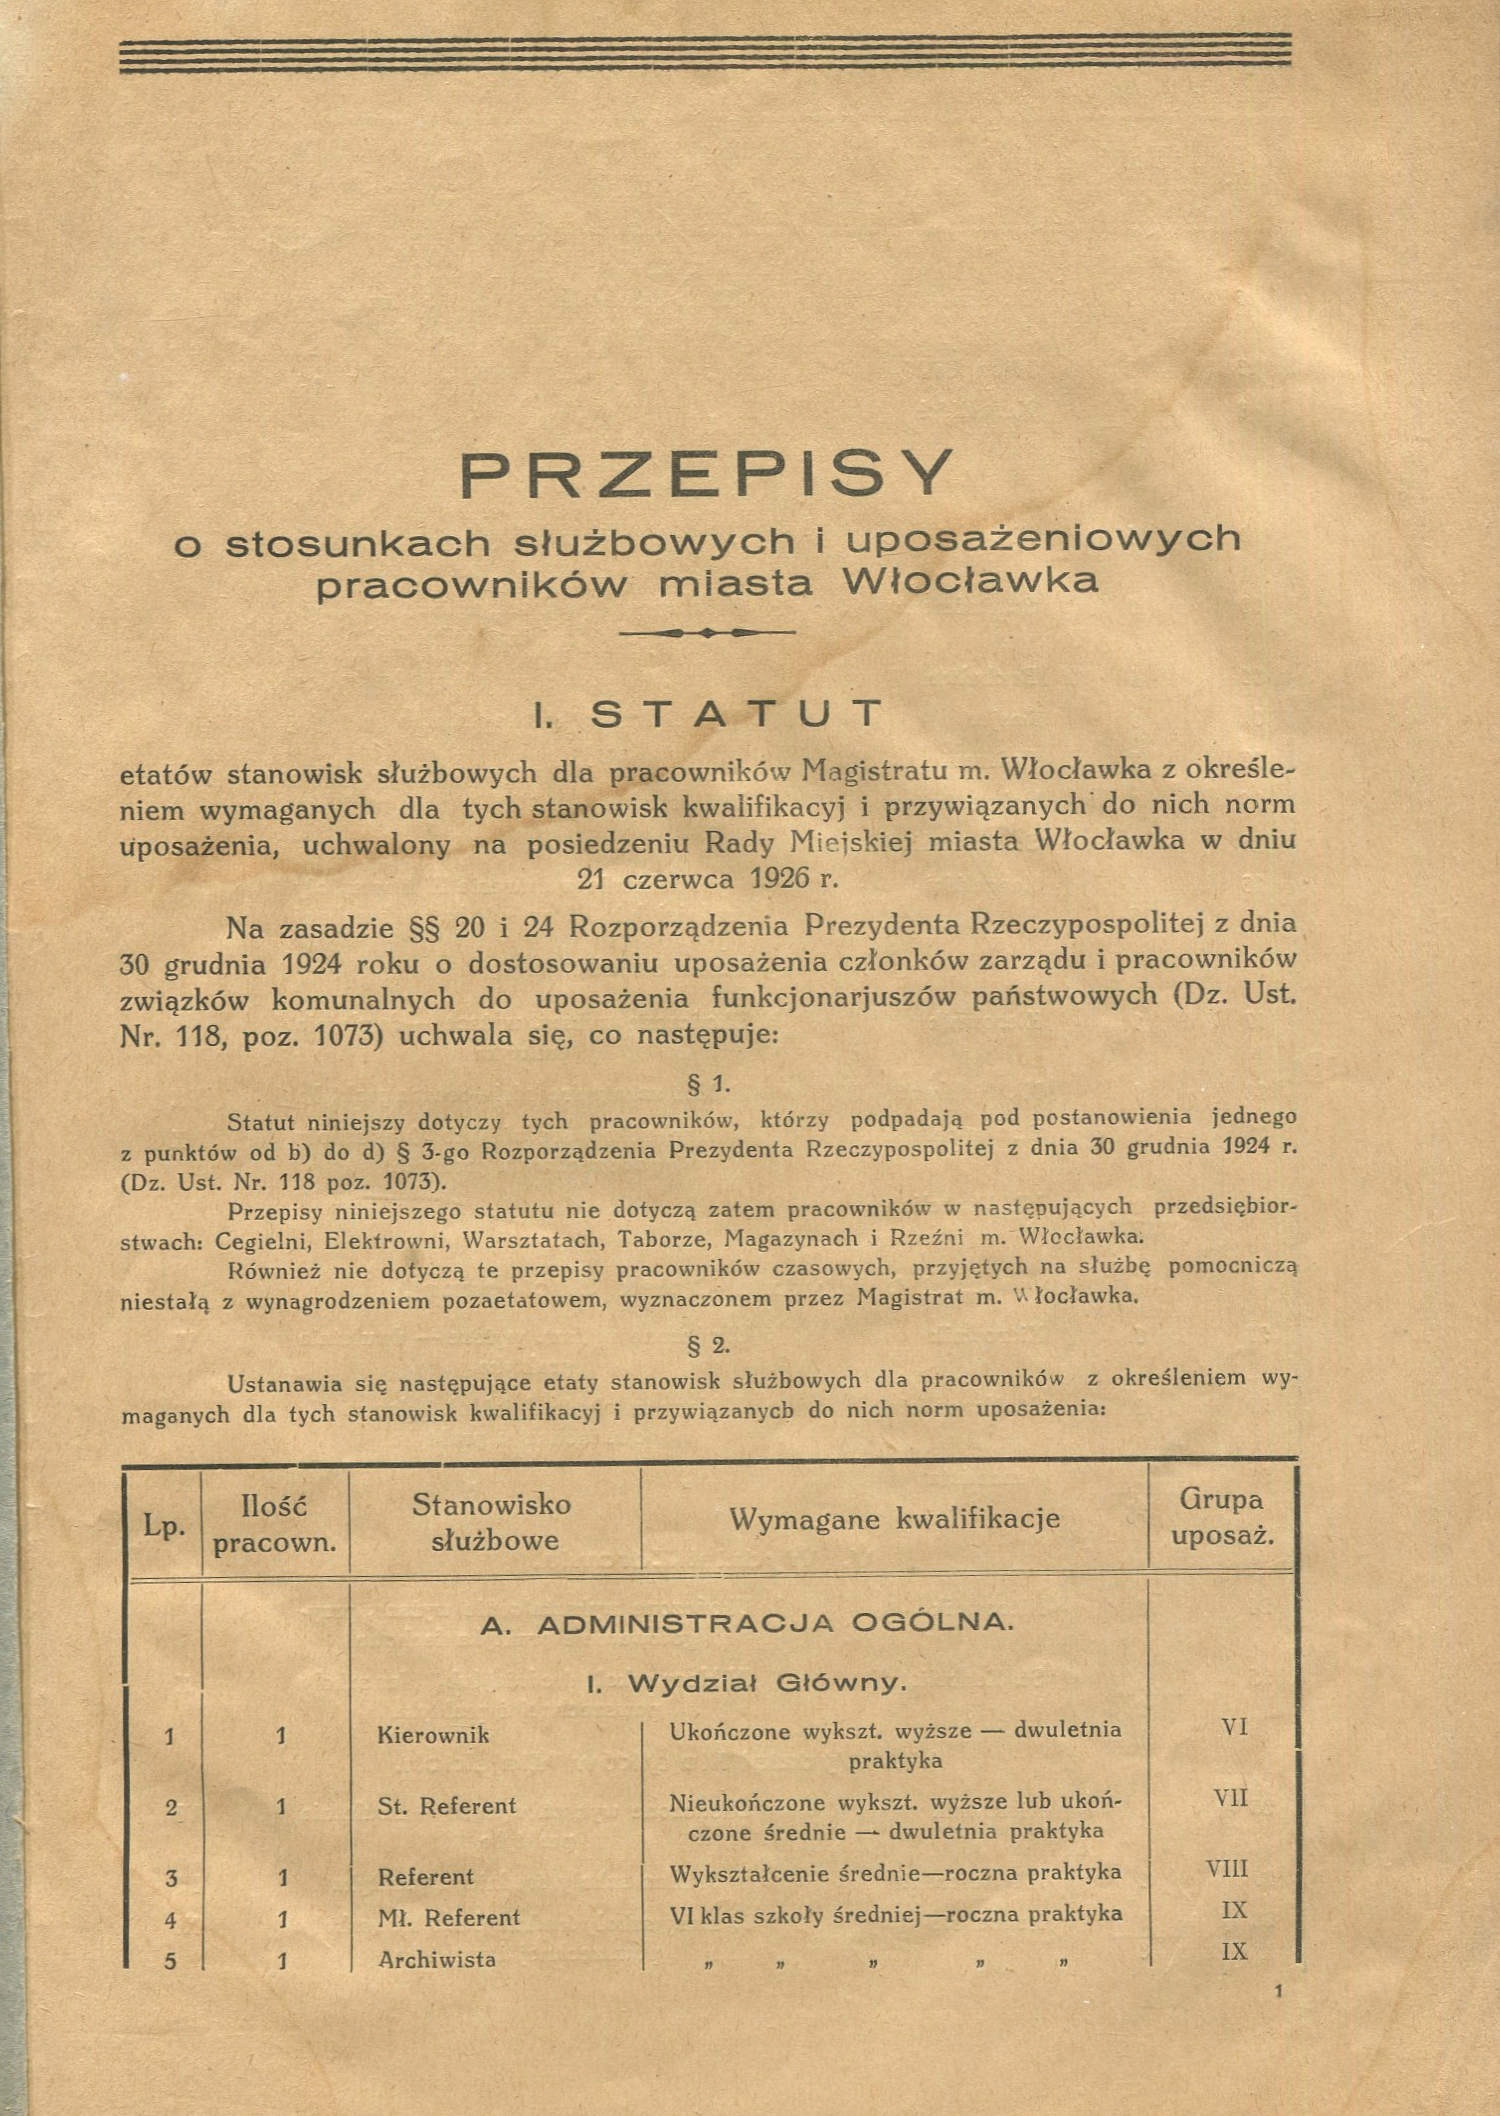 PRZEPISY
o stosunkach służbowych i uposażeniowych
pracowników miasta Włocławka
I. STATUT
etatów stanowisk służbowych dla pracowników Magistratu m. Włocławka z określe-
niem wymaganych dla tych stanowisk kwalifikacyj i przywiązanych do nich norm
uposażenia, uchwalony na posiedzeniu Rady Miejskiej miasta Włocławka w dniu
21 czerwca 1926 r.
Na zasadzie §§ 20 i 24 Rozporządzenia Prezydenta Rzeczypospolitej z dnia
30 grudnia 1924 roku o dostosowaniu uposażenia członków zarządu i pracowników
związków komunalnych do uposażenia funkcjonarjuszów państwowych (Dz. Ust.
Nr. 118, poz. 1073) uchwala się, co następuje:
§ 1.
Statut niniejszy dotyczy tych pracowników, którzy podpadają pod postanowienia jednego
z punktów od b) do d) § 3-go Rozporządzenia Prezydenta Rzeczypospolitej z dnia 30 grudnia 1924 r.
(Dz. Ust. Nr. 118 poz. 1073).
Przepisy niniejszego statutu nie dotyczą zatem pracowników w następujących przedsiębior-
stwach: Cegielni, Elektrowni, Warsztatach, Taborze, Magazynach i Rzeźni m. Włocławka.
Również nie dotyczą te przepisy pracowników czasowych, przyjętych na służbę pomocniczą
niestałą z wynagrodzeniem pozaetatowem, wyznaczonem przez Magistrat m. Włocławka.
§ 2.
Ustanawia się następujące etaty stanowisk służbowych dla pracowników z określeniem wy-
maganych dla tych stanowisk kwalifikacyj i przywiązanycb do nich norm uposażenia:
Lp. Ilość pracown. Stanowisko służbowe Wymagane kwalifikacje Grupa uposaż.
A. ADMINISTRACJA OGÓLNA.
I. Wydział Główny.
1 1 Kierownik Ukończone wykszt. wyższe — dwuletnia VI
praktyka
2 1 St. Referent Nieukończone wykszt. wyższe lub ukoń- VII
czone średnie — dwuletnia praktyka
3 1 Referent Wykształcenie średnie—roczna praktyka VIII
4 1 Mł. Referent VI klas szkoły średniej—roczna praktyka IX
5 1 Archiwista „ „ „ „ „ IX
1